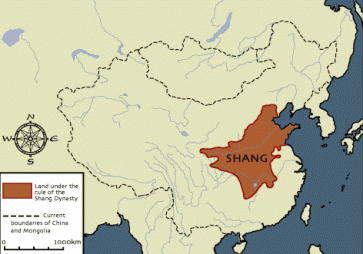 N
W E
S
SHANG
Land under the
rule of the
Shang Dynasty
Current
boundaries of China
and Mongolia
0 1000km